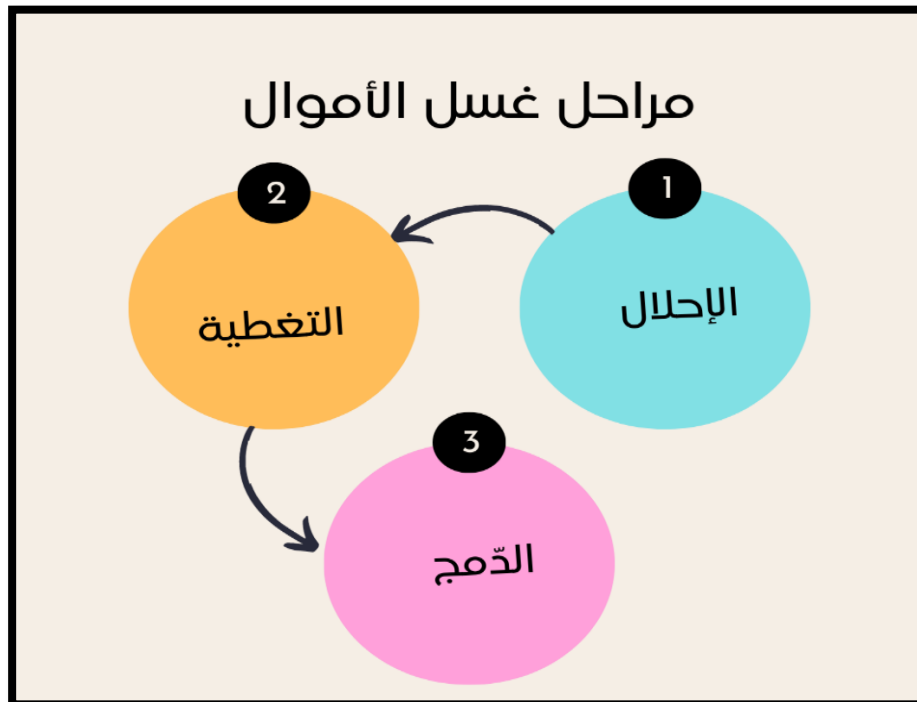 مراحل غسل الأموال
1
الإحلال
2
التغطية
3
الدّمج